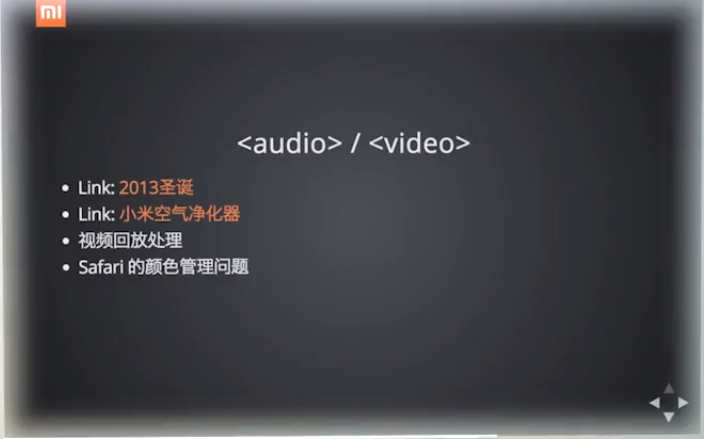 mi
<audio> / <video>
Link: 2013圣诞
Link: 小米空气净化器
视频回放处理
Safari 的颜色管理问题